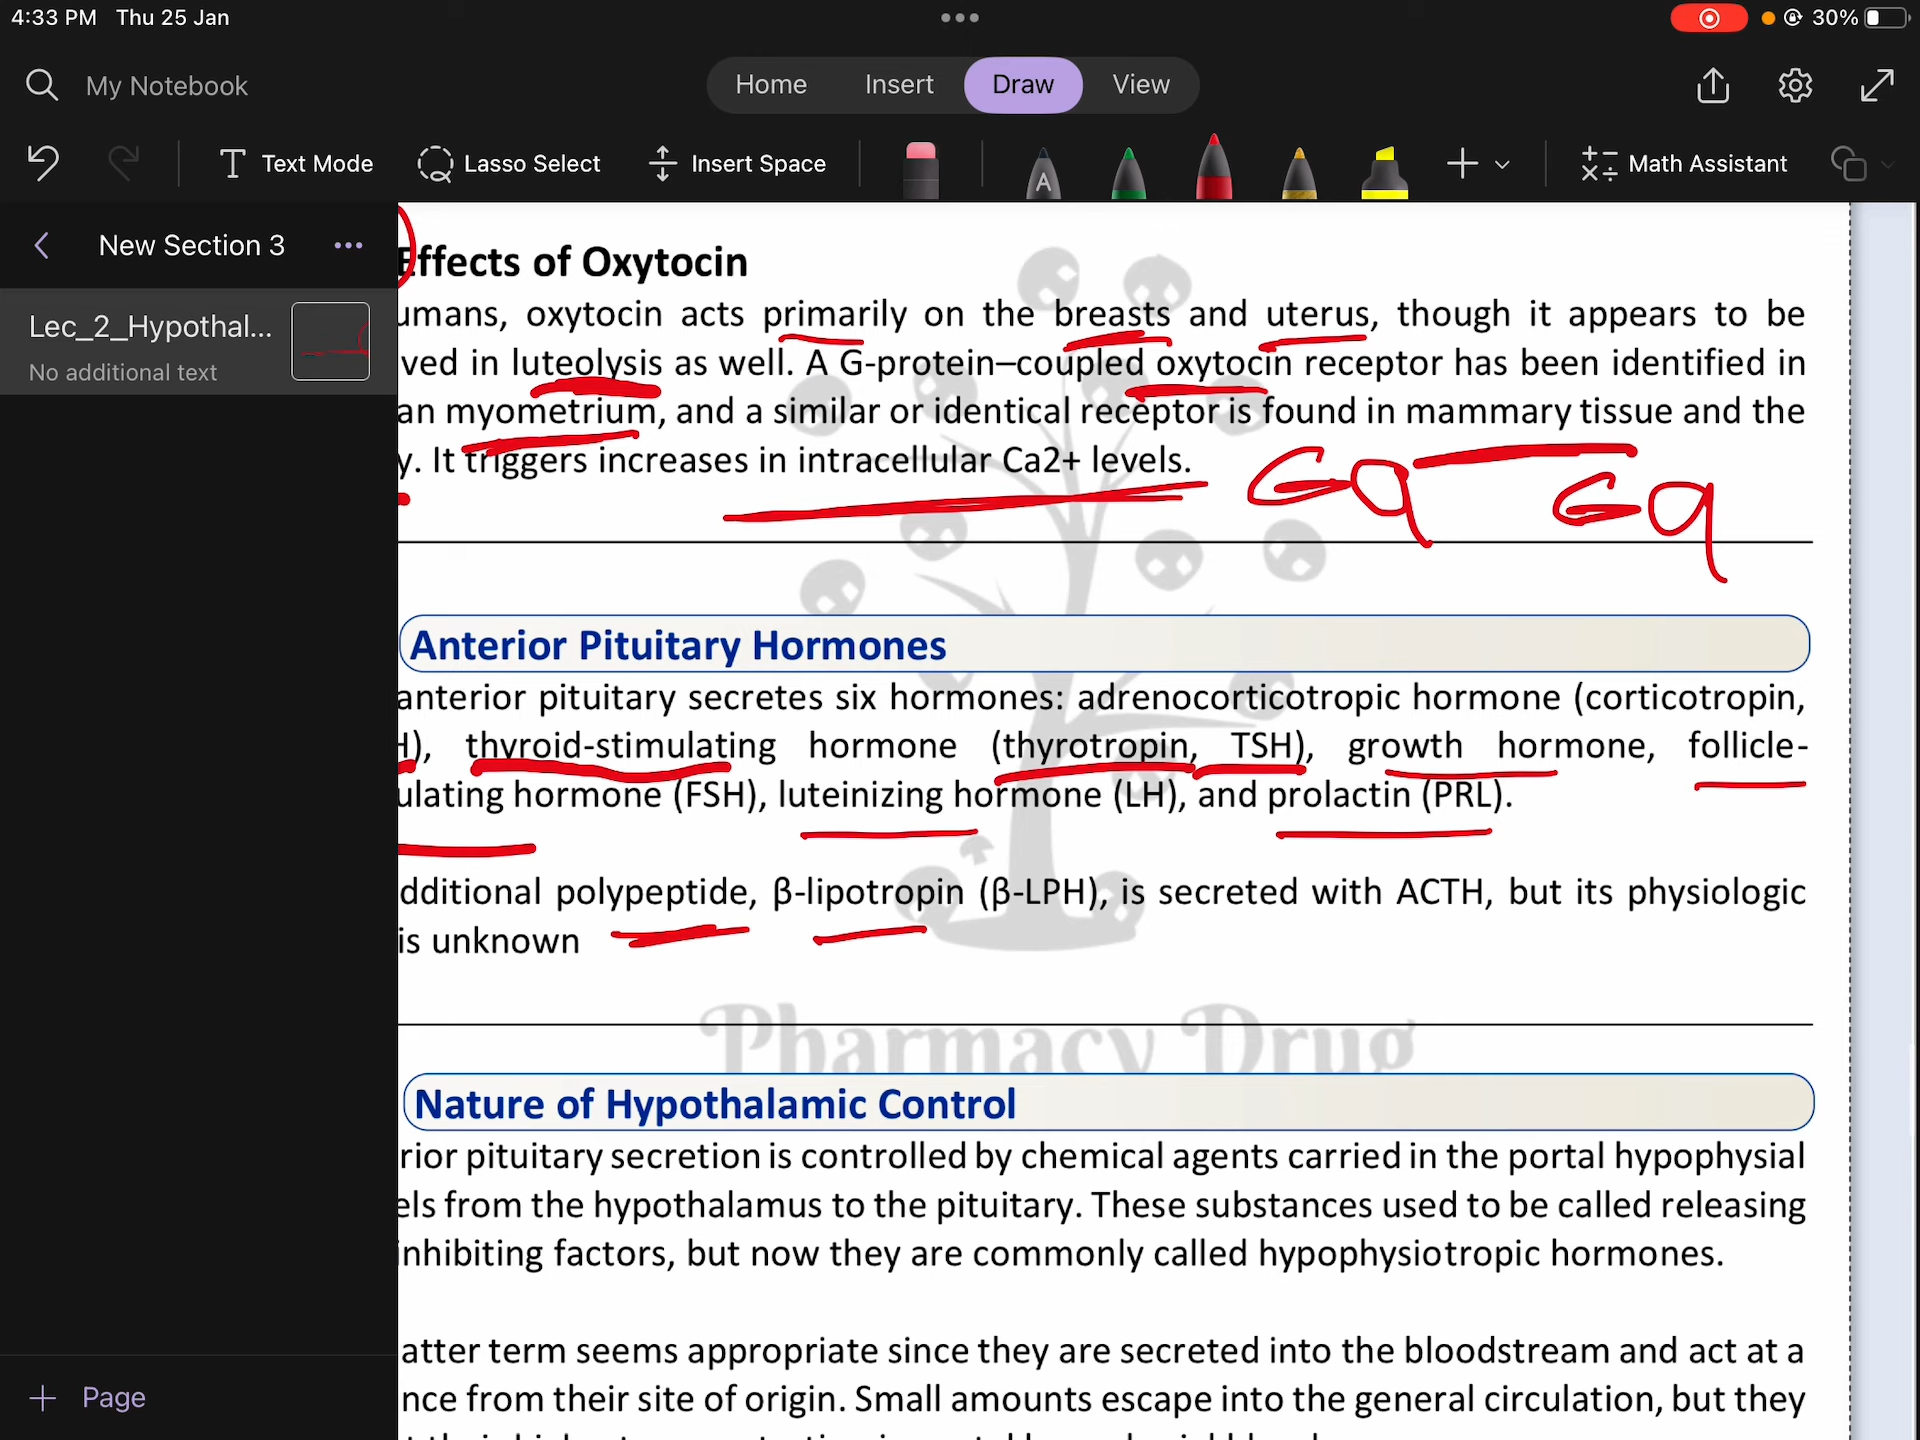 4:33 PM Thu 25 Jan
30%
My Notebook
Home Insert Draw View
Text Mode Lasso Select Insert Space A Math Assistant
New Section 3
Lec_2_Hypothal...
No additional text
Effects of Oxytocin
umans, oxytocin acts primarily on the breasts and uterus, though it appears to be
ved in luteolysis as well. A G-protein–coupled oxytocin receptor has been identified in
an myometrium, and a similar or identical receptor is found in mammary tissue and the
y. It triggers increases in intracellular Ca2+ levels.
Gq Gq
Anterior Pituitary Hormones
anterior pituitary secretes six hormones: adrenocorticotropic hormone (corticotropin,
H), thyroid-stimulating hormone (thyrotropin, TSH), growth hormone, follicle-
ulating hormone (FSH), luteinizing hormone (LH), and prolactin (PRL).
dditional polypeptide, β-lipotropin (β-LPH), is secreted with ACTH, but its physiologic
is unknown
Pharmacy Drug
Nature of Hypothalamic Control
rior pituitary secretion is controlled by chemical agents carried in the portal hypophysial
els from the hypothalamus to the pituitary. These substances used to be called releasing
inhibiting factors, but now they are commonly called hypophysiotropic hormones.
atter term seems appropriate since they are secreted into the bloodstream and act at a
nce from their site of origin. Small amounts escape into the general circulation, but they
Page